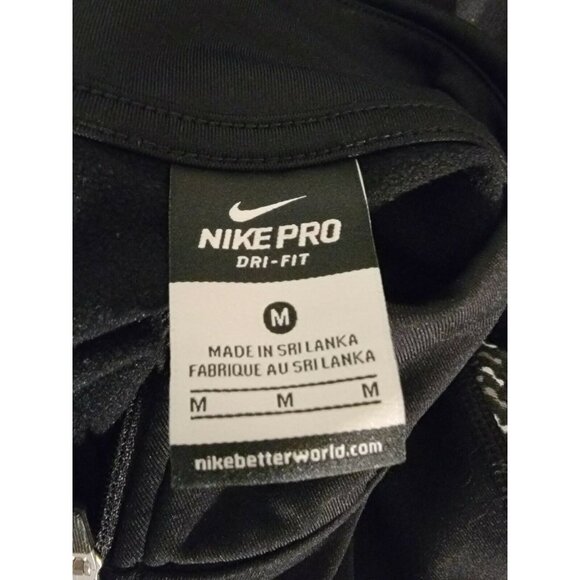 NIKE PRO
DRI-FIT
M
MADE IN SRI LANKA
FABRIQUE AU SRI LANKA
M M M
nikebetterworld.com